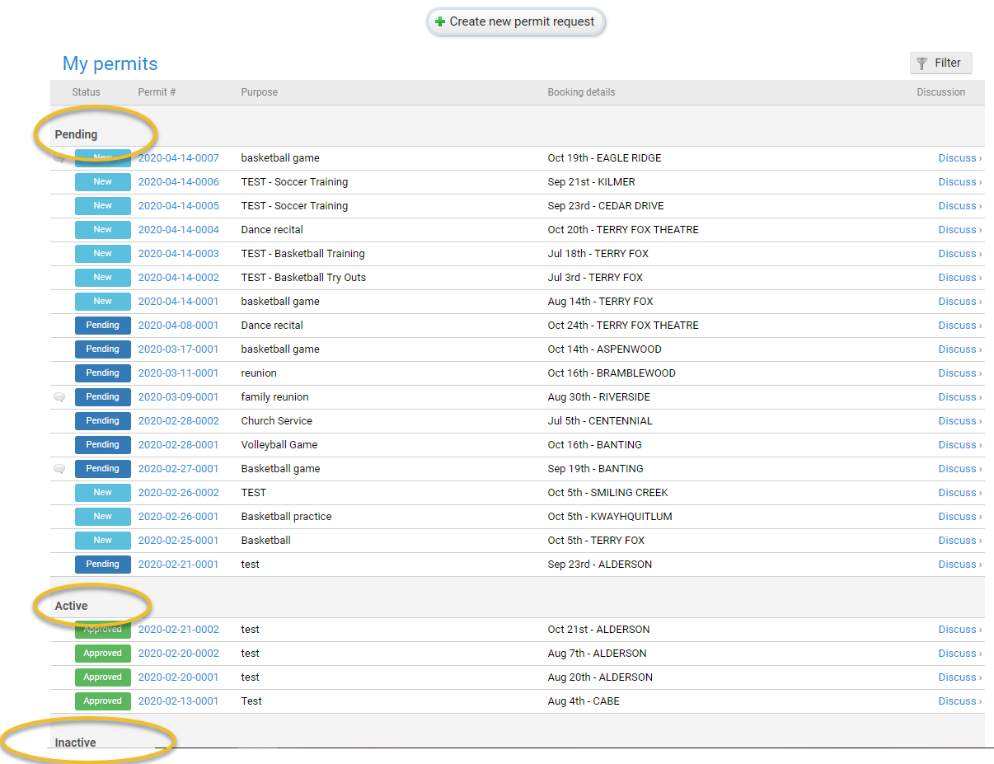 Create new permit request
My permits
Filter
Status Permit # Purpose Booking details Discussion
Pending
New 2020-04-14-0007 basketball game Oct 19th - EAGLE RIDGE Discuss ›
New 2020-04-14-0006 TEST - Soccer Training Sep 21st - KILMER Discuss ›
New 2020-04-14-0005 TEST - Soccer Training Sep 23rd - CEDAR DRIVE Discuss ›
New 2020-04-14-0004 Dance recital Oct 20th - TERRY FOX THEATRE Discuss ›
New 2020-04-14-0003 TEST - Basketball Training Jul 18th - TERRY FOX Discuss ›
New 2020-04-14-0002 TEST - Basketball Try Outs Jul 3rd - TERRY FOX Discuss ›
New 2020-04-14-0001 basketball game Aug 14th - TERRY FOX Discuss ›
Pending 2020-04-08-0001 Dance recital Oct 24th - TERRY FOX THEATRE Discuss ›
Pending 2020-03-17-0001 basketball game Oct 14th - ASPENWOOD Discuss ›
Pending 2020-03-11-0001 reunion Oct 16th - BRAMBLEWOOD Discuss ›
Pending 2020-03-09-0001 family reunion Aug 30th - RIVERSIDE Discuss ›
Pending 2020-02-28-0002 Church Service Jul 5th - CENTENNIAL Discuss ›
Pending 2020-02-28-0001 Volleyball Game Oct 16th - BANTING Discuss ›
Pending 2020-02-27-0001 Basketball game Sep 19th - BANTING Discuss ›
New 2020-02-26-0002 TEST Oct 5th - SMILING CREEK Discuss ›
New 2020-02-26-0001 Basketball practice Oct 5th - KWAYHQUITLUM Discuss ›
New 2020-02-25-0001 Basketball Oct 5th - TERRY FOX Discuss ›
Pending 2020-02-21-0001 test Sep 23rd - ALDERSON Discuss ›
Active
Approved 2020-02-21-0002 test Oct 21st - ALDERSON Discuss ›
Approved 2020-02-20-0002 test Aug 7th - ALDERSON Discuss ›
Approved 2020-02-20-0001 test Aug 20th - ALDERSON Discuss ›
Approved 2020-02-13-0001 Test Aug 4th - CABE Discuss ›
Inactive